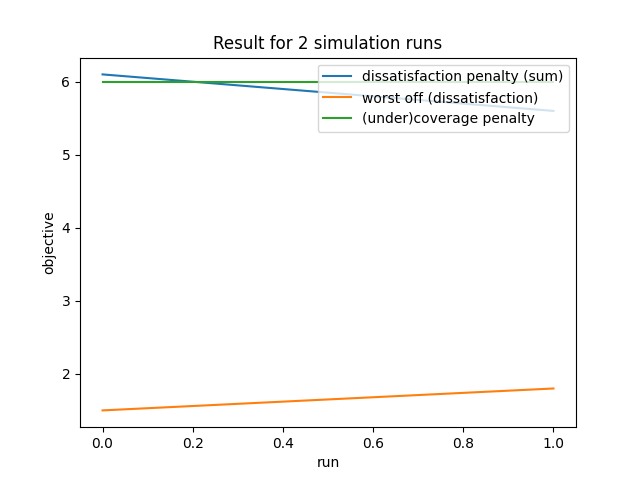 Result for 2 simulation runs
dissatisfaction penalty (sum)
worst off (dissatisfaction)
(under)coverage penalty
objective
6
5
4
3
2
0.0 0.2 0.4 0.6 0.8 1.0
run